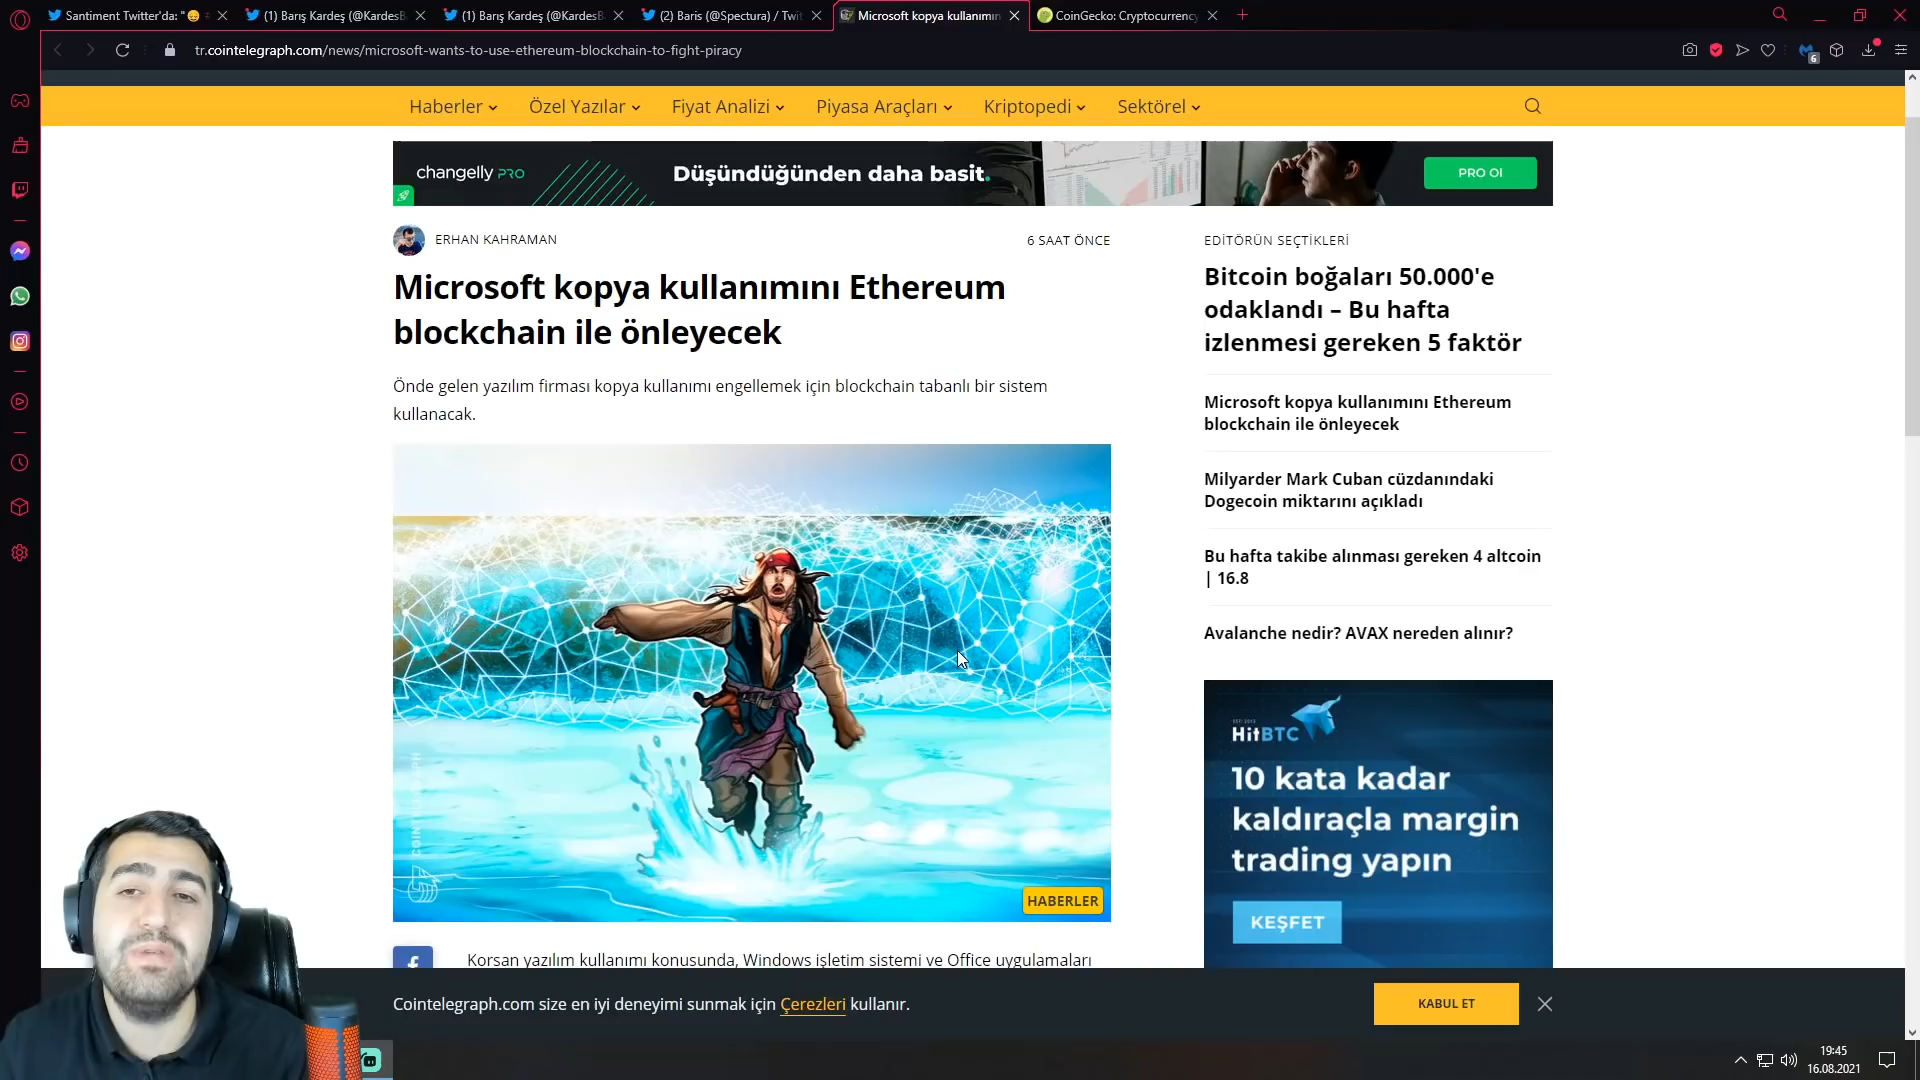 Santiment Twitter'da: "
(1) Barış Kardeş (@KardesB
(1) Barış Kardeş (@KardesB
(2) Baris (@Spectura) / Twit
Microsoft kopya kullanımın
CoinGecko: Cryptocurrency
tr.cointelegraph.com/news/microsoft-wants-to-use-ethereum-blockchain-to-fight-piracy
6
Haberler
Özel Yazılar
Fiyat Analizi
Piyasa Araçları
Kriptopedi
Sektörel
changelly PRO
Düşündüğünden daha basit.
PRO Ol
ERHAN KAHRAMAN
6 SAAT ÖNCE
Microsoft kopya kullanımını Ethereum
blockchain ile önleyecek
Önde gelen yazılım firması kopya kullanımı engellemek için blockchain tabanlı bir sistem
kullanacak.
HABERLER
Korsan yazılım kullanımı konusunda, Windows işletim sistemi ve Office uygulamaları
EDİTÖRÜN SEÇTİKLERİ
Bitcoin boğaları 50.000'e
odaklandı – Bu hafta
izlenmesi gereken 5 faktör
Microsoft kopya kullanımını Ethereum
blockchain ile önleyecek
Milyarder Mark Cuban cüzdanındaki
Dogecoin miktarını açıkladı
Bu hafta takibe alınması gereken 4 altcoin
| 16.8
Avalanche nedir? AVAX nereden alınır?
HitBTC
10 kata kadar
kaldıraçla margin
trading yapın
KEŞFET
Cointelegraph.com size en iyi deneyimi sunmak için Çerezleri kullanır.
KABUL ET
19:45
16.08.2021